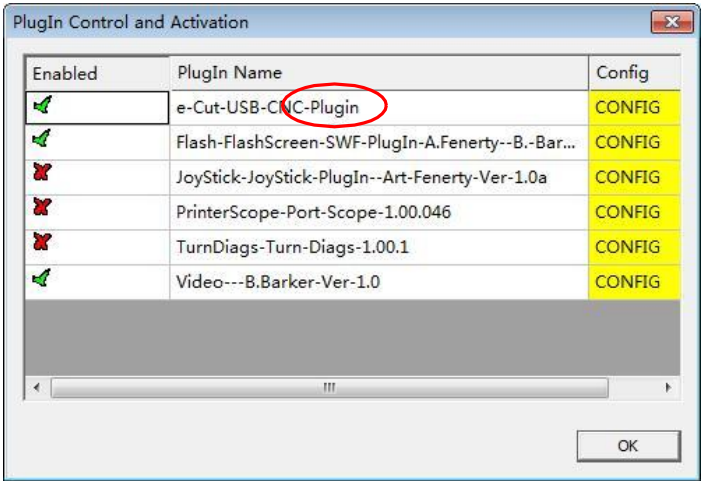 PlugIn Control and Activation
Enabled PlugIn Name Config
e-Cut-USB-CNC-Plugin CONFIG
Flash-FlashScreen-SWF-PlugIn-A.Fenerty--B.-Bar... CONFIG
JoyStick-JoyStick-PlugIn--Art-Fenerty-Ver-1.0a CONFIG
PrinterScope-Port-Scope-1.00.046 CONFIG
TurnDiags-Turn-Diags-1.00.1 CONFIG
Video---B.Barker-Ver-1.0 CONFIG
OK